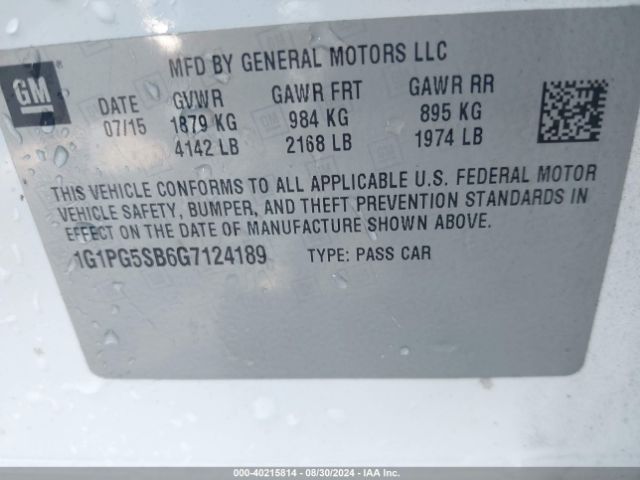 GM
MFD BY GENERAL MOTORS LLC
DATE GVWR GAWR FRT GAWR RR
07/15 1879 KG 984 KG 895 KG
4142 LB 2168 LB 1974 LB
THIS VEHICLE CONFORMS TO ALL APPLICABLE U.S. FEDERAL MOTOR
VEHICLE SAFETY, BUMPER, AND THEFT PREVENTION STANDARDS IN
EFFECT ON THE DATE OF MANUFACTURE SHOWN ABOVE.
1G1PG5SB6G7124189 TYPE: PASS CAR
000-40215814 - 08/30/2024 - IAA Inc.